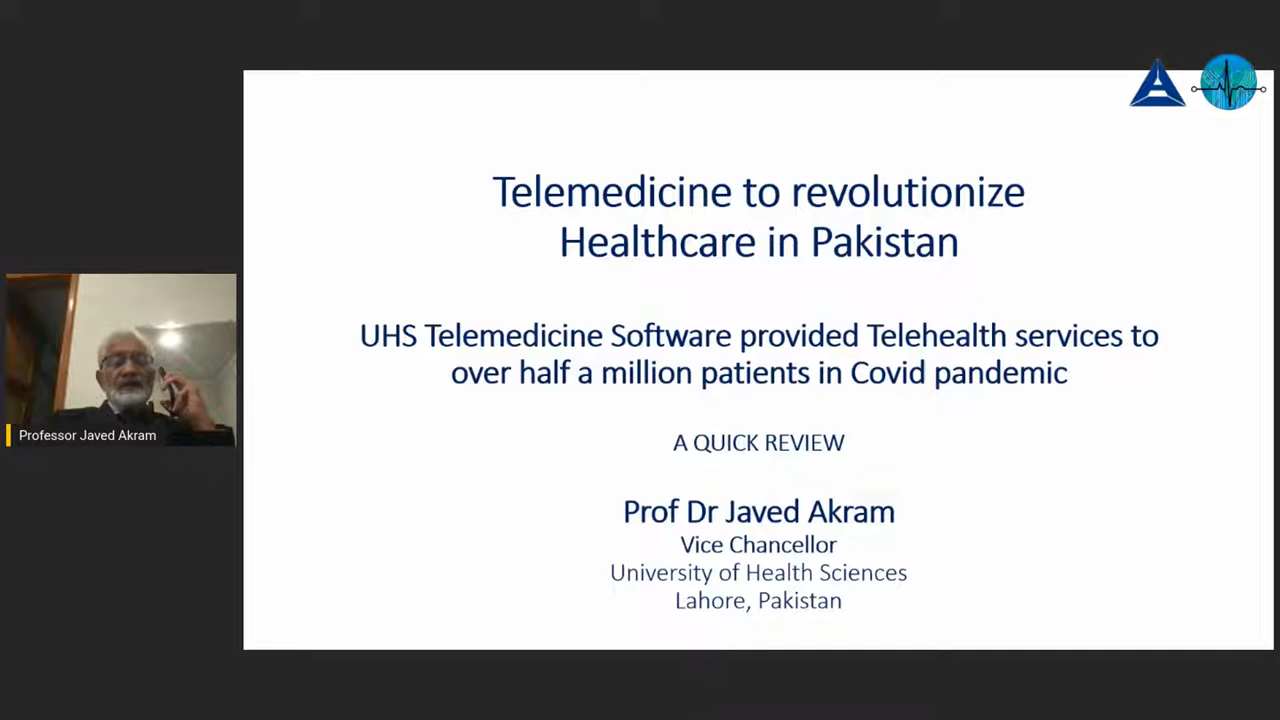 Telemedicine to revolutionize
Healthcare in Pakistan
UHS Telemedicine Software provided Telehealth services to
over half a million patients in Covid pandemic
A QUICK REVIEW
Prof Dr Javed Akram
Vice Chancellor
University of Health Sciences
Lahore, Pakistan
Professor Javed Akram